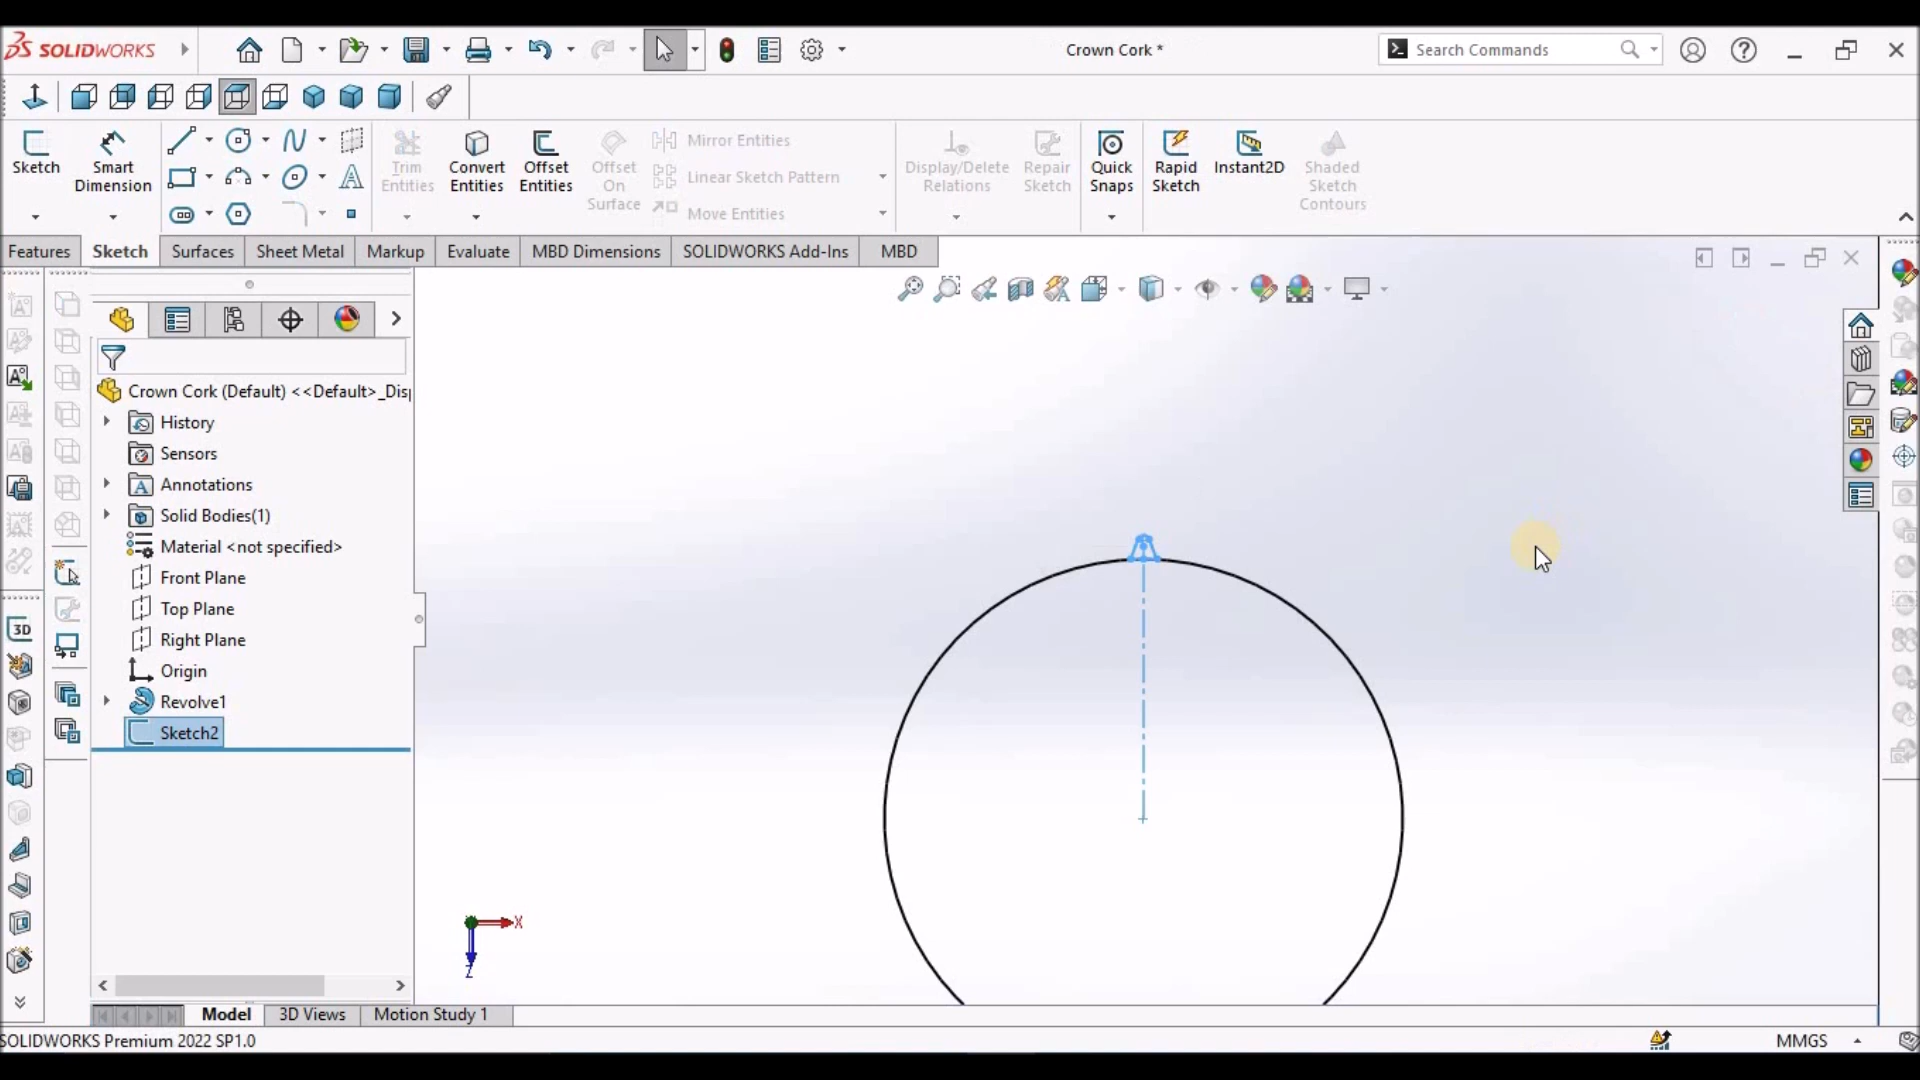 SOLIDWORKS
Crown Cork *
Search Commands
Sketch
Smart Dimension
Trim Entities
Convert Entities
Offset Entities
Offset On Surface
Mirror Entities
Linear Sketch Pattern
Move Entities
Display/Delete Relations
Repair Sketch
Quick Snaps
Rapid Sketch
Instant2D
Shaded Sketch Contours
Features
Sketch
Surfaces
Sheet Metal
Markup
Evaluate
MBD Dimensions
SOLIDWORKS Add-Ins
MBD
Crown Cork (Default) <<Default>_Disp
History
Sensors
Annotations
Solid Bodies(1)
Material <not specified>
Front Plane
Top Plane
Right Plane
Origin
Revolve1
Sketch2
3D
X
Z
Model
3D Views
Motion Study 1
SOLIDWORKS Premium 2022 SP1.0
MMGS